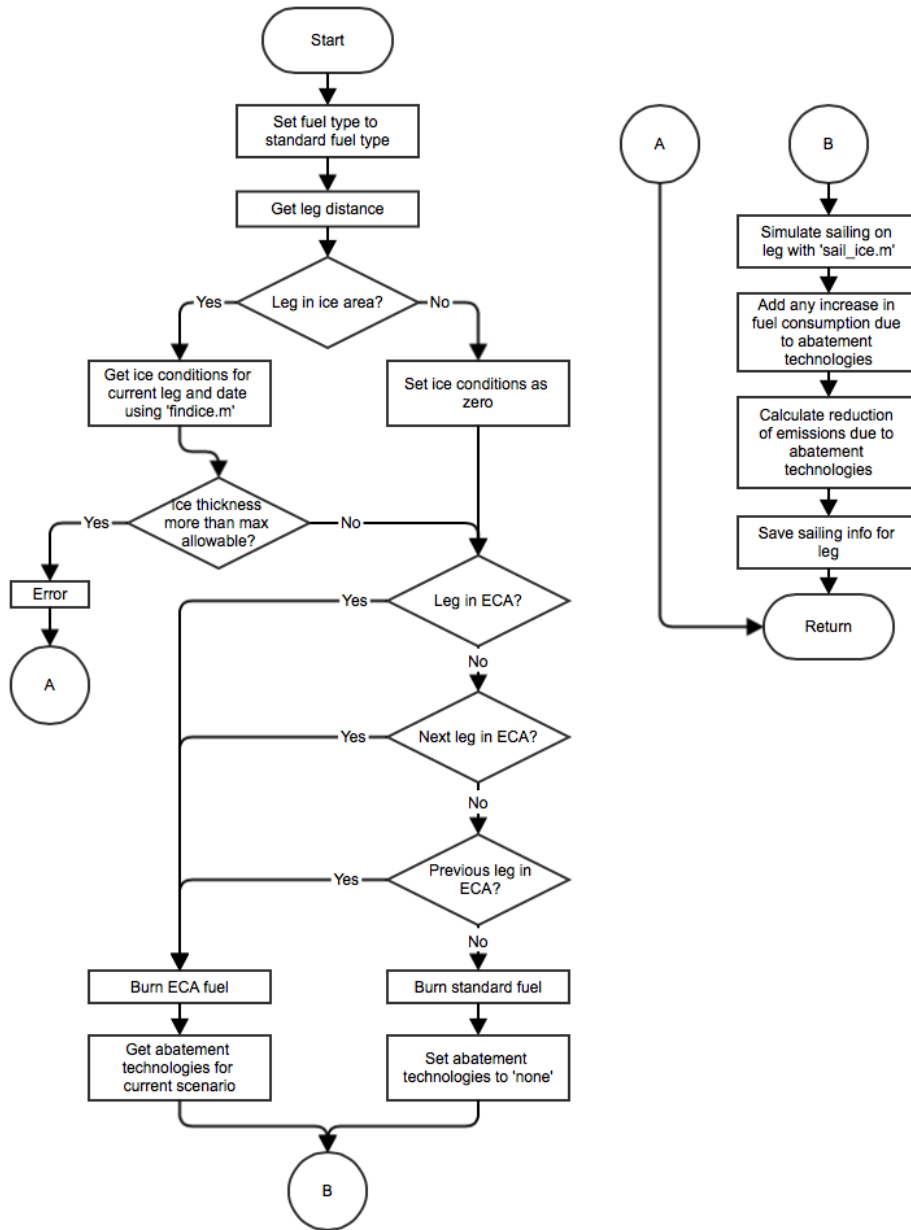 Start
Set fuel type to
standard fuel type
Get leg distance
Leg in ice area?
Yes
No
Get ice conditions for
current leg and date
using 'findice.m'
Set ice conditions as
zero
Ice thickness
more than max
allowable?
Yes
No
Error
A
Leg in ECA?
Yes
No
Next leg in ECA?
Yes
No
Previous leg in
ECA?
Yes
No
Burn ECA fuel
Burn standard fuel
Get abatement
technologies for
current scenario
Set abatement
technologies to 'none'
B
A
B
Simulate sailing on
leg with 'sail_ice.m'
Add any increase in
fuel consumption due
to abatement
technologies
Calculate reduction
of emissions due to
abatement
technologies
Save sailing info for
leg
Return